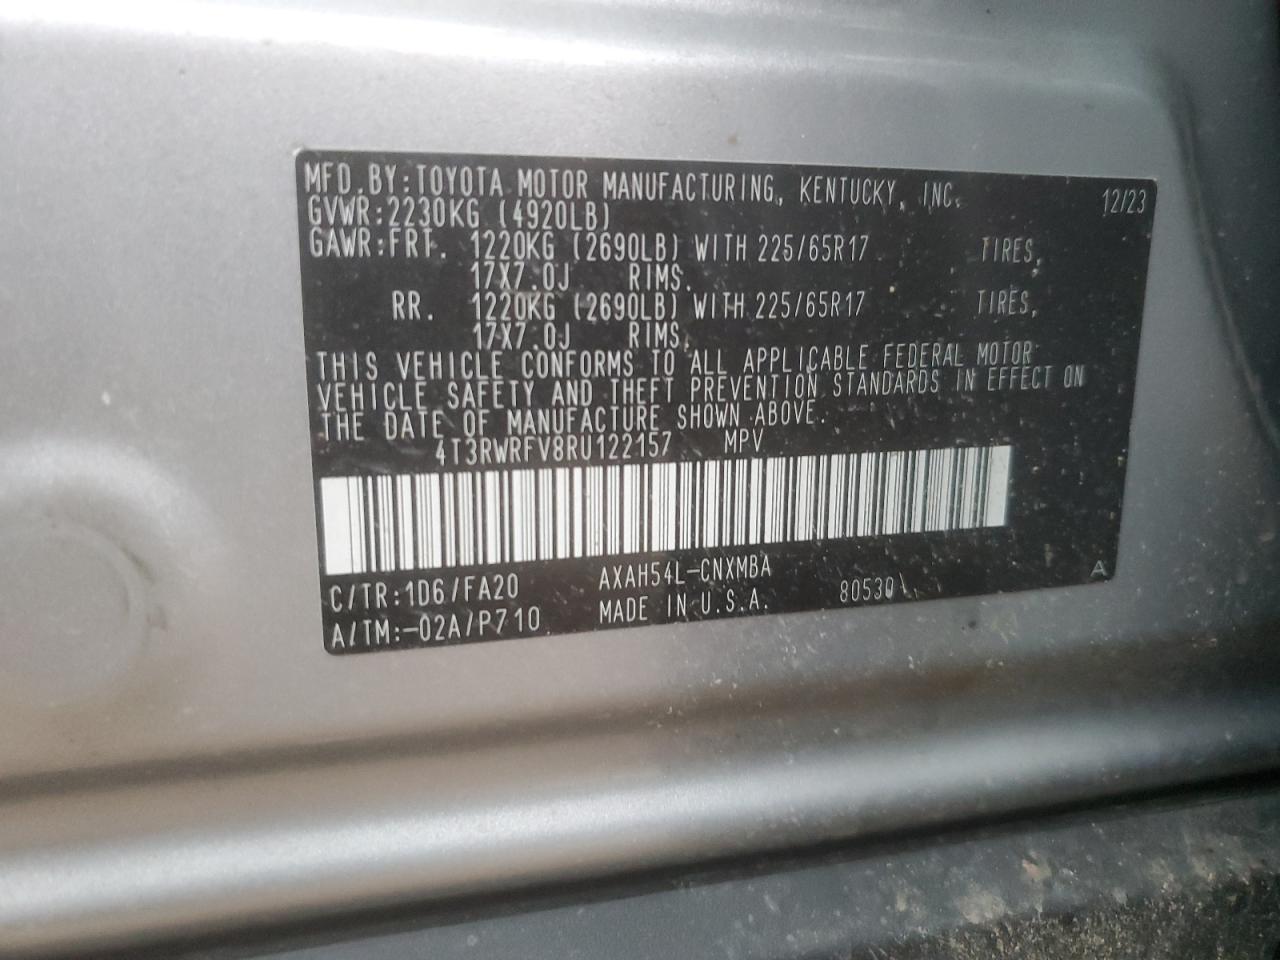 MFD.BY:TOYOTA MOTOR MANUFACTURING, KENTUCKY, INC. 12/23
GVWR:2230KG (4920LB)
GAWR:FRT. 1220KG (2690LB) WITH 225/65R17 TIRES,
17X7.0J RIMS.
RR. 1220KG (2690LB) WITH 225/65R17 TIRES,
17X7.0J RIMS,
THIS VEHICLE CONFORMS TO ALL APPLICABLE FEDERAL MOTOR
VEHICLE SAFETY AND THEFT PREVENTION STANDARDS IN EFFECT ON
THE DATE OF MANUFACTURE SHOWN ABOVE.
4T3RWRFV8RU122157 MPV
C/TR:1D6/FA20 AXAH54L-CNXMBA
A/TM:-02A/P710 MADE IN U.S.A. 80530 A